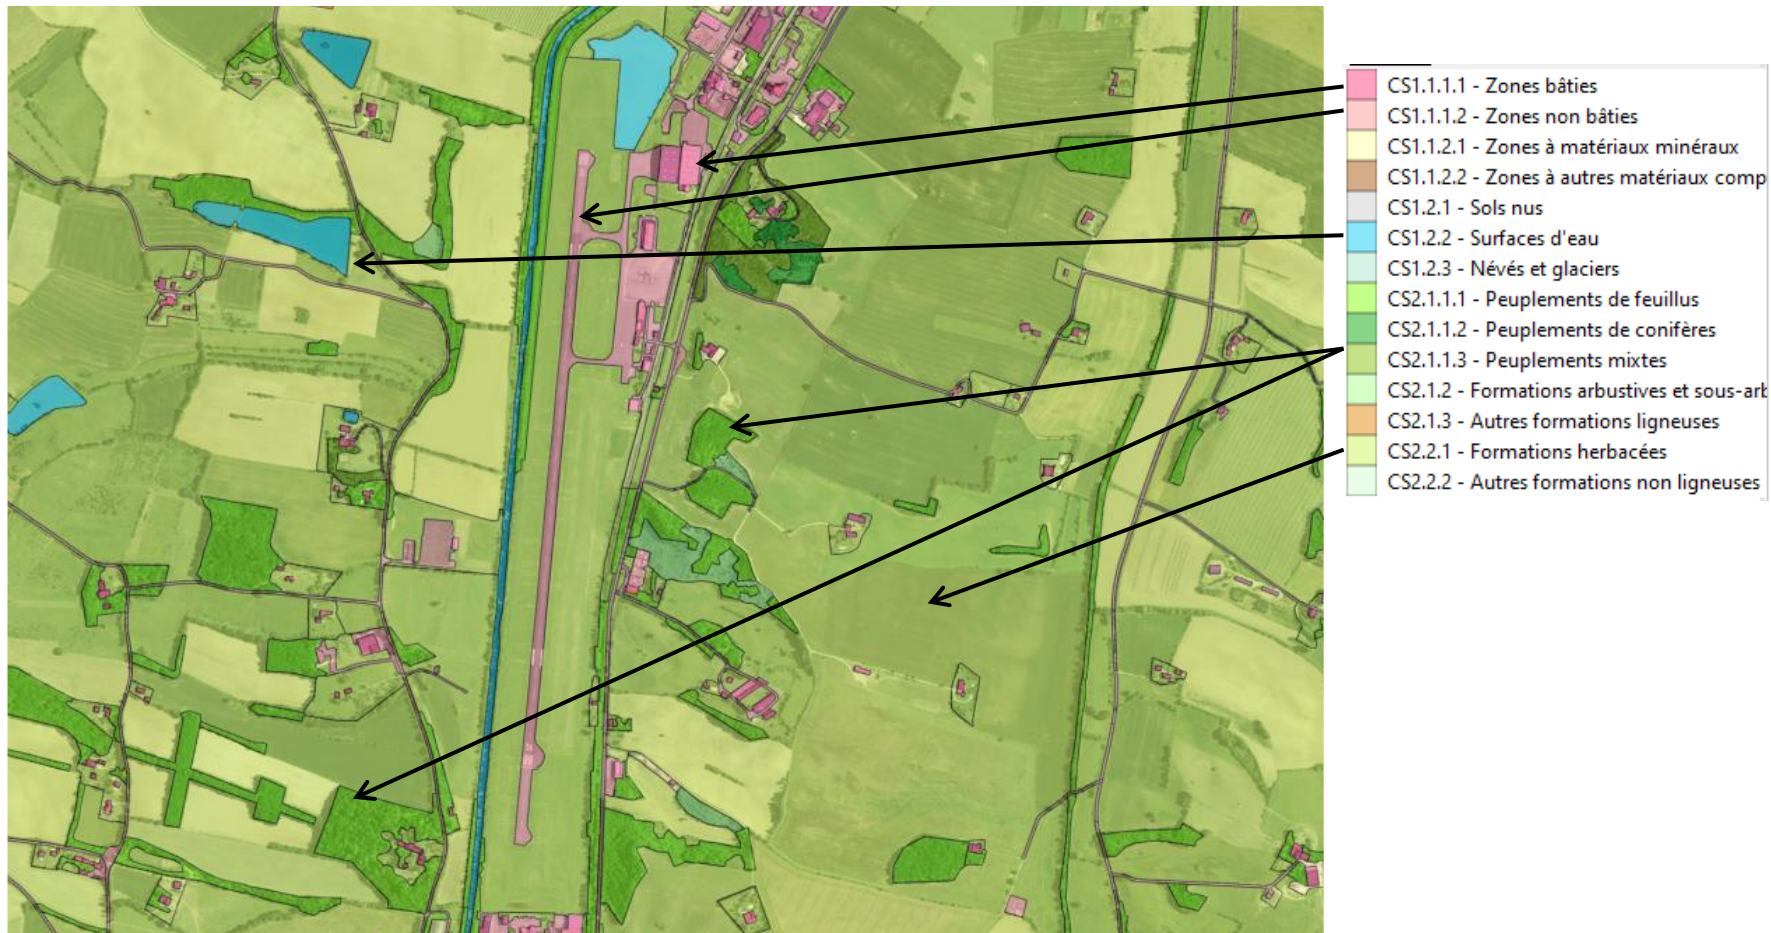 CS1.1.1.1 - Zones bâties
CS1.1.1.2 - Zones non bâties
CS1.1.2.1 - Zones à matériaux minéraux
CS1.1.2.2 - Zones à autres matériaux comp
CS1.2.1 - Sols nus
CS1.2.2 - Surfaces d'eau
CS1.2.3 - Névés et glaciers
CS2.1.1.1 - Peuplements de feuillus
CS2.1.1.2 - Peuplements de conifères
CS2.1.1.3 - Peuplements mixtes
CS2.1.2 - Formations arbustives et sous-arb
CS2.1.3 - Autres formations ligneuses
CS2.2.1 - Formations herbacées
CS2.2.2 - Autres formations non ligneuses